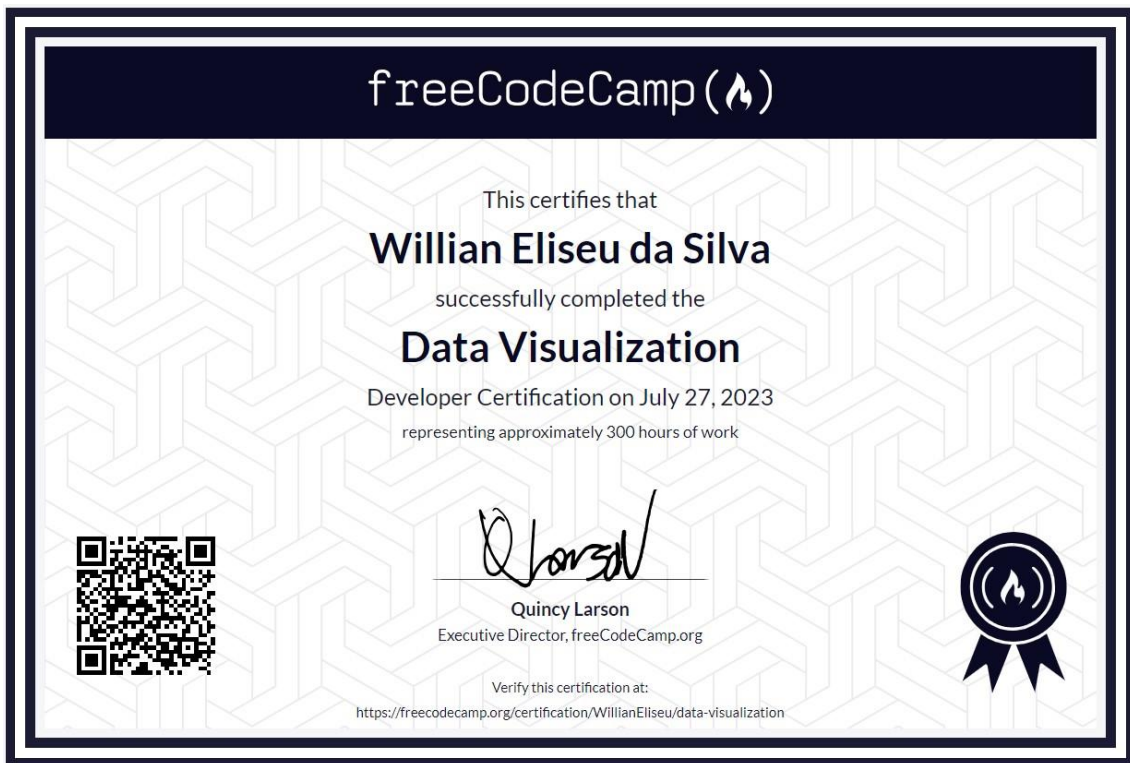 freeCodeCamp
This certifies that
Willian Eliseu da Silva
successfully completed the
Data Visualization
Developer Certification on July 27, 2023
representing approximately 300 hours of work
Quincy Larson
Executive Director, freeCodeCamp.org
Verify this certification at:
https://freecodecamp.org/certification/WillianEliseu/data-visualization